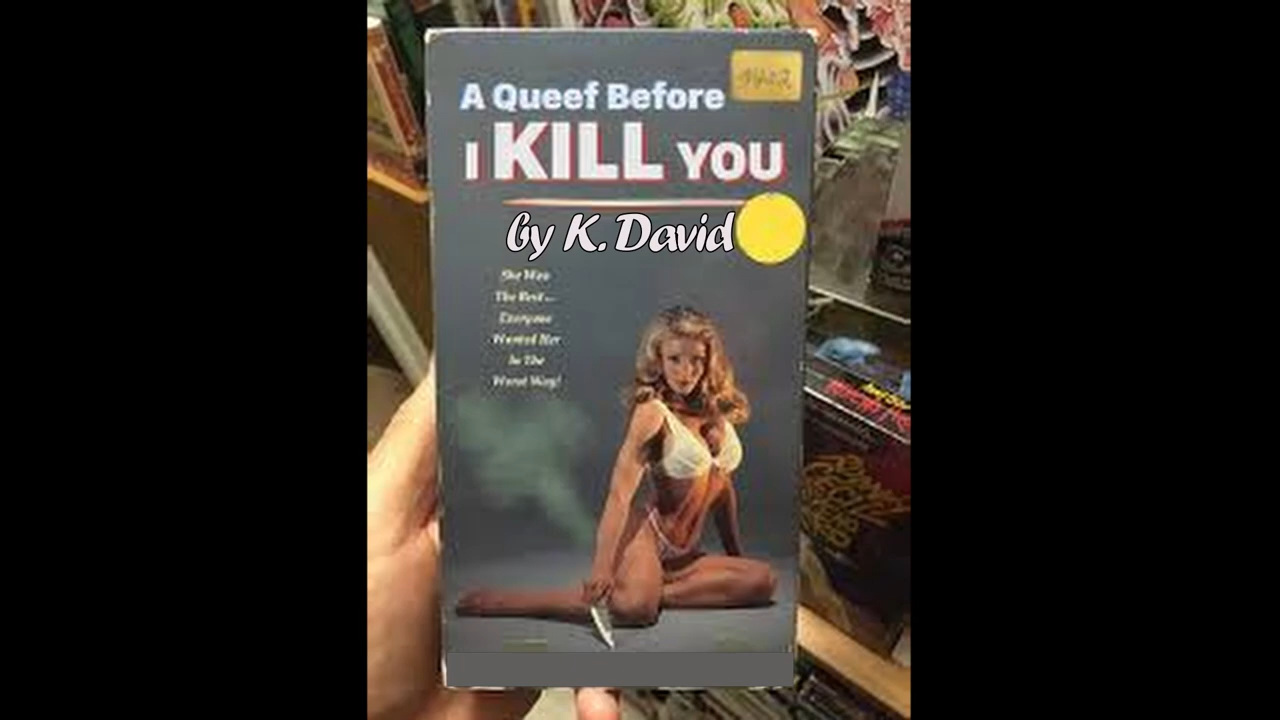 A Queef Before
I KILL YOU
by K. David
She Was
The Best...
Everyone
Wanted Her
In The
Worst Way!